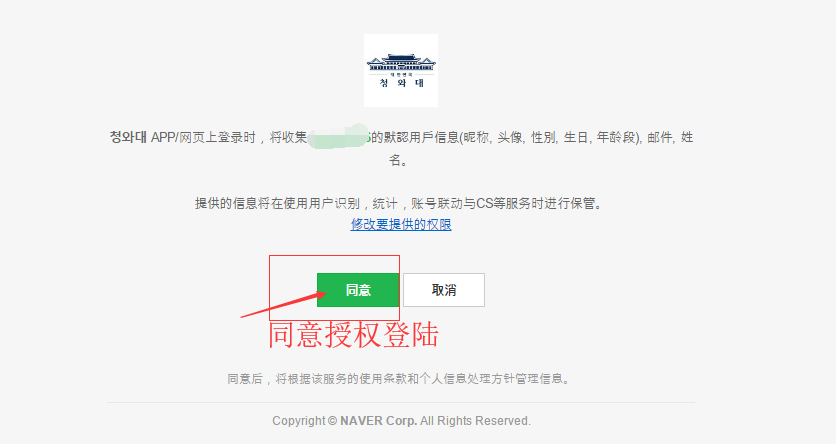 대한민국
청와대
청와대 APP/网页上登录时，将收集 的默認用戶信息(昵称, 头像, 性別, 生日, 年龄段), 邮件, 姓
名。
提供的信息将在使用用户识别，统计，账号联动与CS等服务时进行保管。
修改要提供的权限
同意
取消
同意授权登陆
同意后，将根据该服务的使用条款和个人信息处理方针管理信息。
Copyright © NAVER Corp. All Rights Reserved.